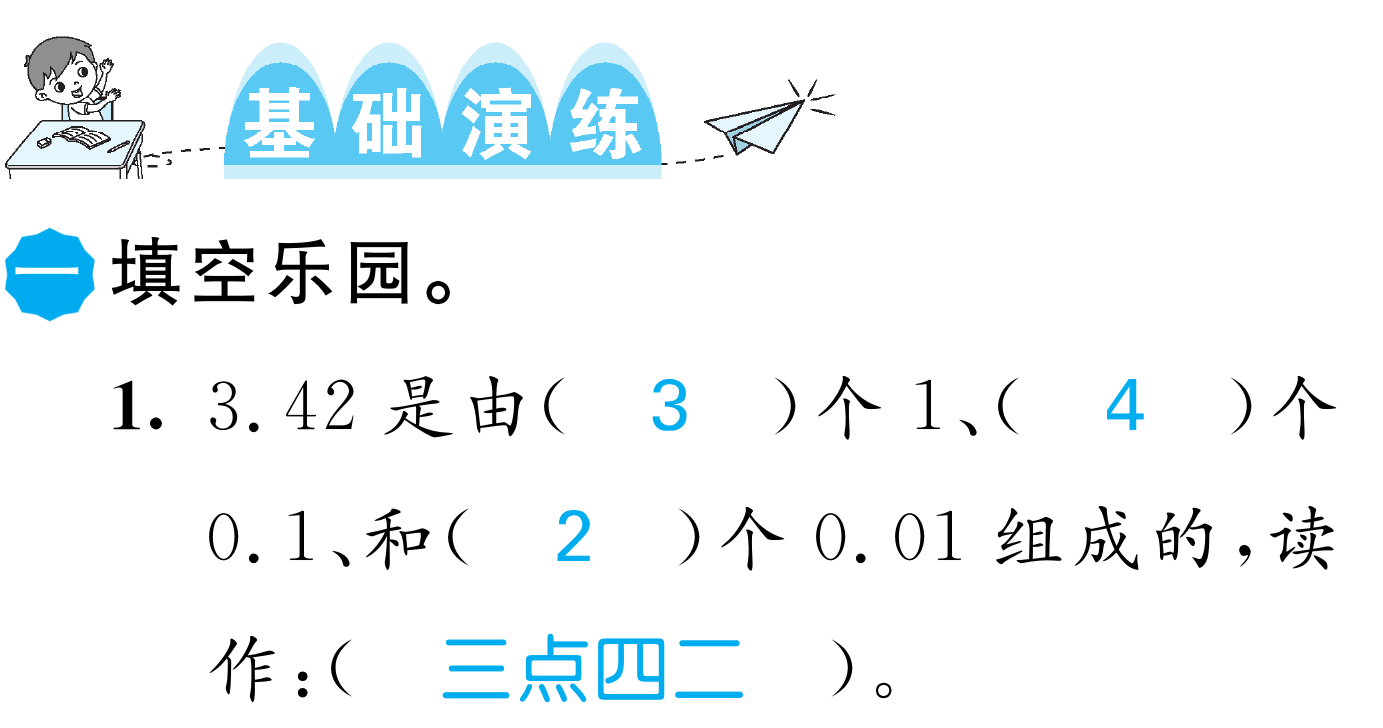 基础演练
一 填空乐园。
1. 3.42 是由( 3 )个 1、( 4 )个
0.1、和( 2 )个 0.01 组成的,读
作:( 三点四二 )。